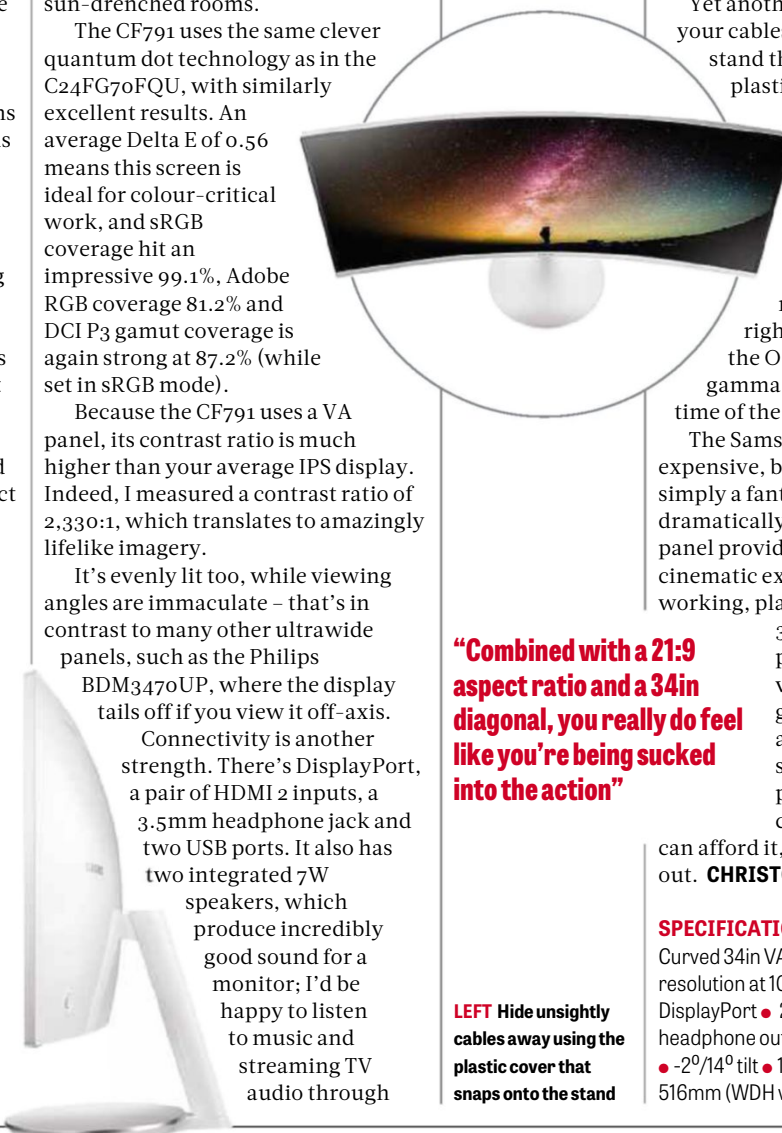 sun-drenched rooms.
The CF791 uses the same clever
quantum dot technology as in the
C24FG70FQU, with similarly
excellent results. An
average Delta E of 0.56
means this screen is
ideal for colour-critical
work, and sRGB
coverage hit an
impressive 99.1%, Adobe
RGB coverage 81.2% and
DCI P3 gamut coverage is
again strong at 87.2% (while
set in sRGB mode).
Because the CF791 uses a VA
panel, its contrast ratio is much
higher than your average IPS display.
Indeed, I measured a contrast ratio of
2,330:1, which translates to amazingly
lifelike imagery.
It's evenly lit too, while viewing
angles are immaculate – that's in
contrast to many other ultrawide
panels, such as the Philips
BDM3470UP, where the display
tails off if you view it off-axis.
Connectivity is another
strength. There's DisplayPort,
a pair of HDMI 2 inputs, a
3.5mm headphone jack and
two USB ports. It also has
two integrated 7W
speakers, which
produce incredibly
good sound for a
monitor; I'd be
happy to listen
to music and
streaming TV
audio through
“Combined with a 21:9
aspect ratio and a 34in
diagonal, you really do feel
like you're being sucked
into the action”
LEFT Hide unsightly
cables away using the
plastic cover that
snaps onto the stand
Yet anoth
your cables
stand th
plasti
righ
the O
gamma
time of the
The Sams
expensive, b
simply a fant
dramatically
panel provid
cinematic ex
working, pla
can afford it,
out. CHRIST
SPECIFICATI
Curved 34in VA
resolution at 10
DisplayPort ●
headphone ou
● -2º/14º tilt ● 1
516mm (WDH